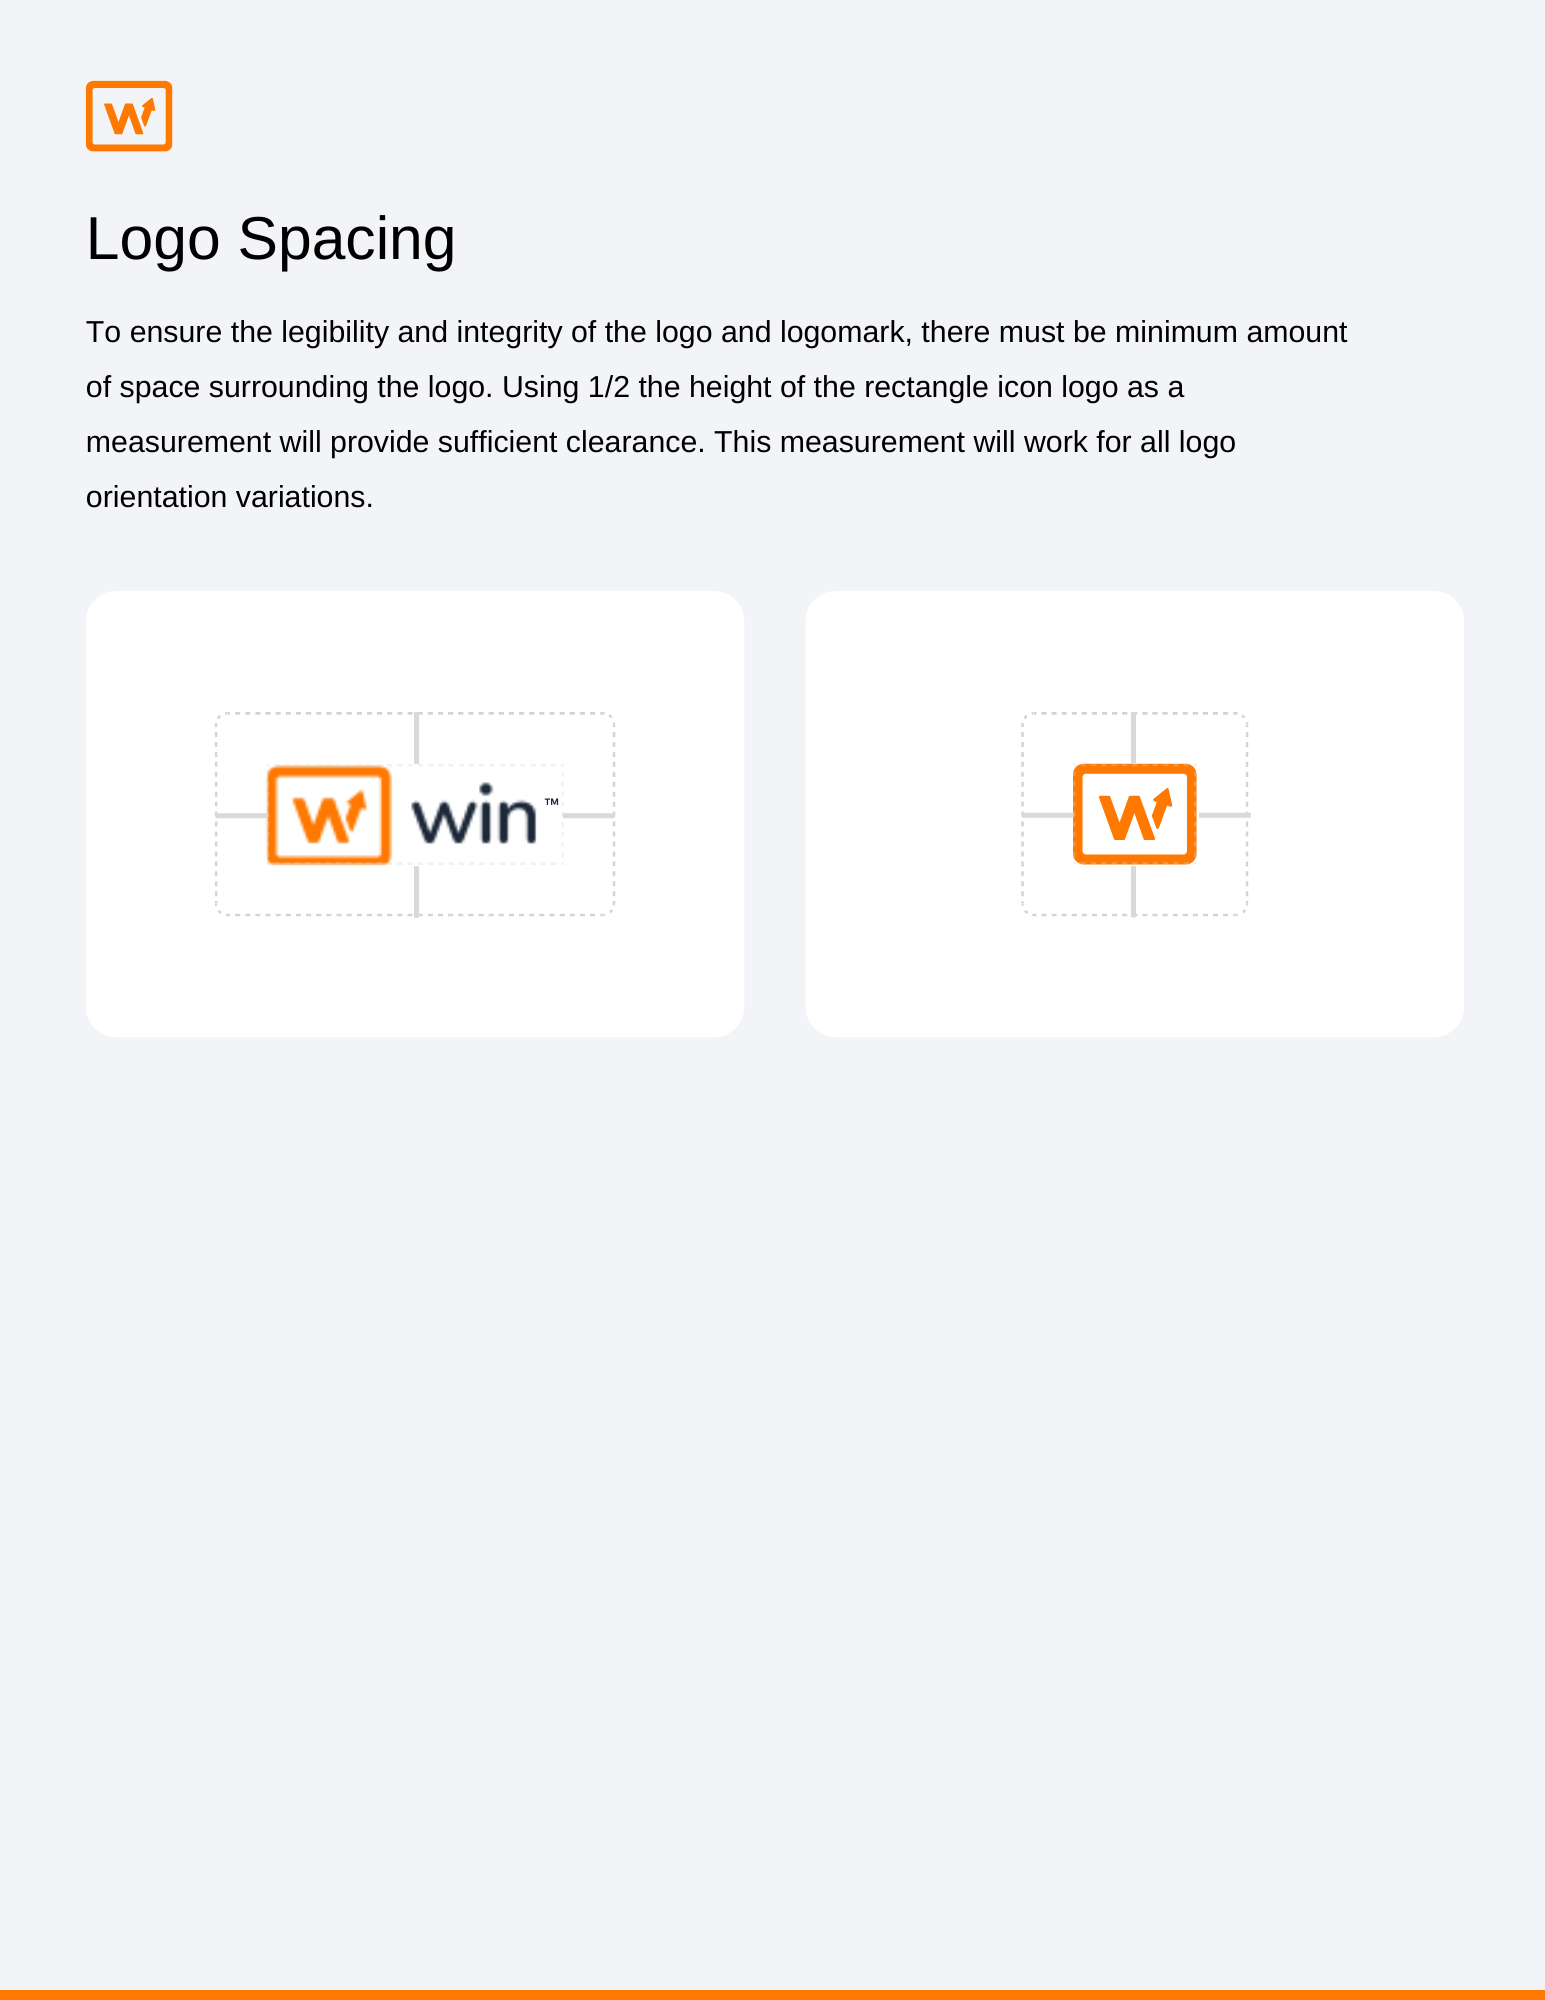 W
Logo Spacing
To ensure the legibility and integrity of the logo and logomark, there must be minimum amount
of space surrounding the logo. Using 1/2 the height of the rectangle icon logo as a
measurement will provide sufficient clearance. This measurement will work for all logo
orientation variations.
W win™
W